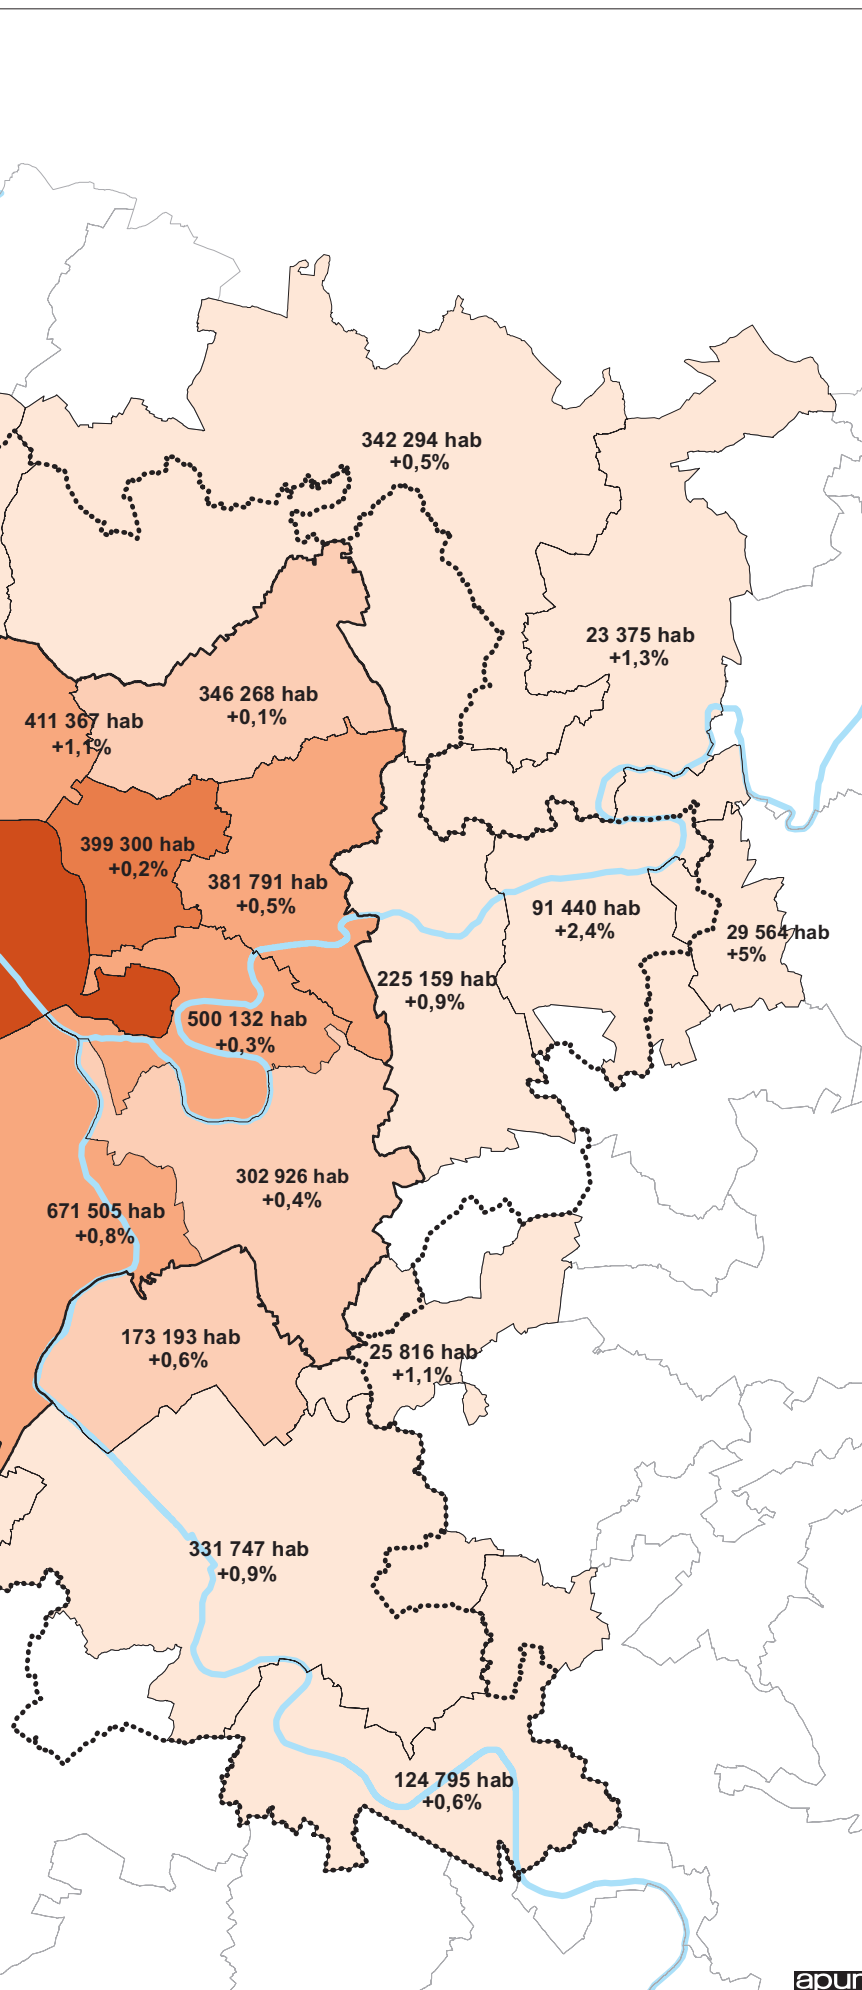 342 294 hab
+0,5%
23 375 hab
+1,3%
346 268 hab
+0,1%
411 367 hab
+1,1%
399 300 hab
+0,2%
381 791 hab
+0,5%
91 440 hab
+2,4%
29 564 hab
+5%
225 159 hab
+0,9%
500 132 hab
+0,3%
302 926 hab
+0,4%
671 505 hab
+0,8%
173 193 hab
+0,6%
25 816 hab
+1,1%
331 747 hab
+0,9%
124 795 hab
+0,6%
apur